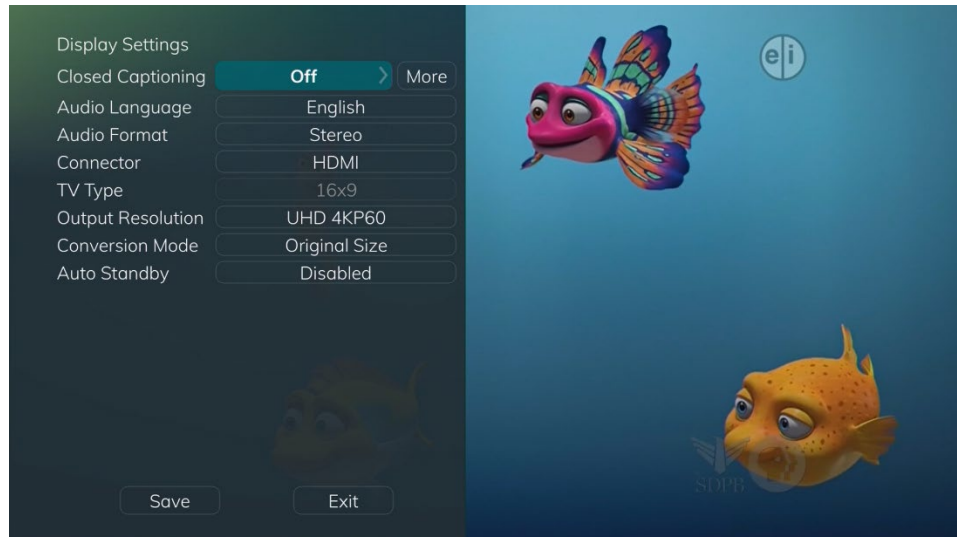 Display Settings
Closed Captioning Off More
Audio Language English
Audio Format Stereo
Connector HDMI
TV Type 16x9
Output Resolution UHD 4KP60
Conversion Mode Original Size
Auto Standby Disabled
Save Exit
e|i
SDPB